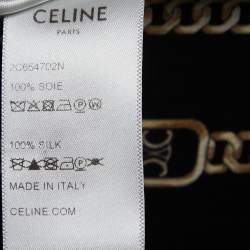 CELINE
PARIS
2C654702N
100% SOIE
100% SILK
MADE IN ITALY
CELINE.COM